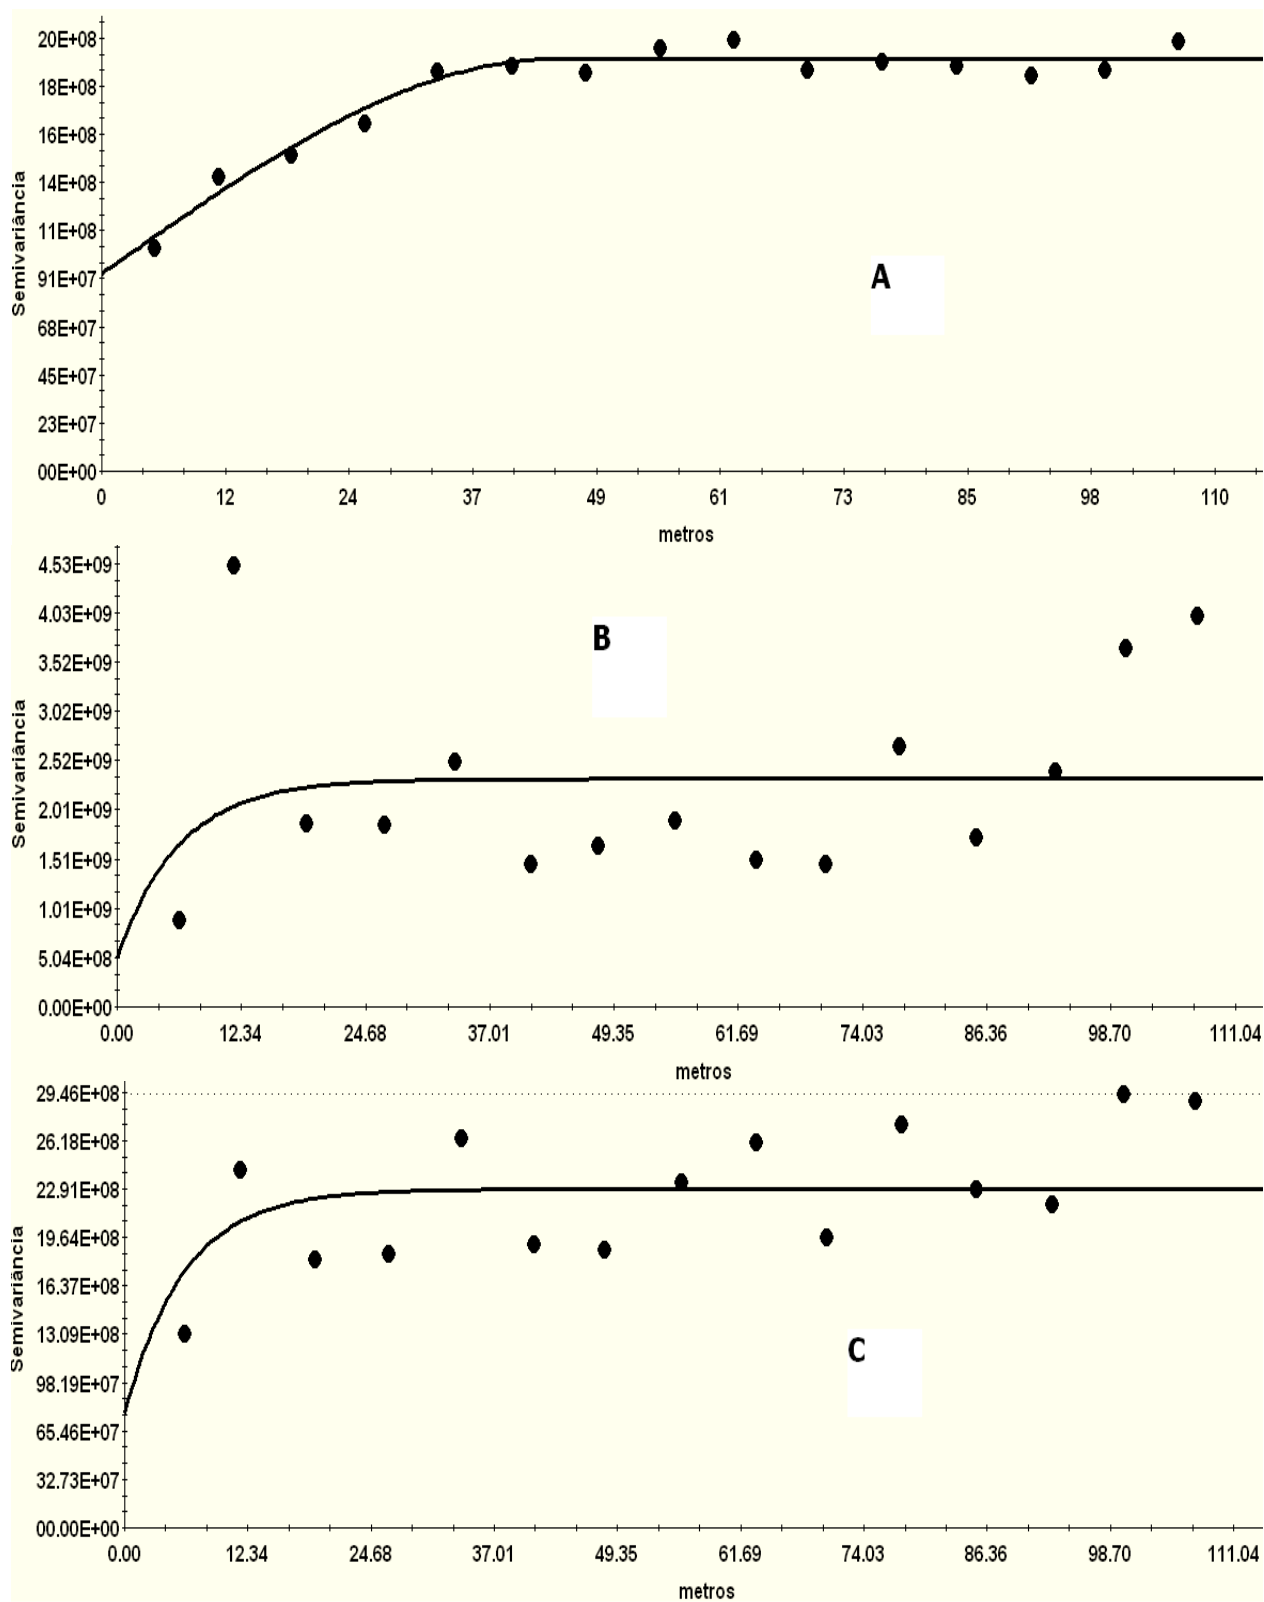 20E+08
18E+08
16E+08
14E+08
11E+08
91E+07
68E+07
45E+07
23E+07
00E+00
Semivariância
A
0 12 24 37 49 61 73 85 98 110
metros
4.53E+09
4.03E+09
3.52E+09
3.02E+09
2.52E+09
2.01E+09
1.51E+09
1.01E+09
5.04E+08
0.00E+00
Semivariância
B
0.00 12.34 24.68 37.01 49.35 61.69 74.03 86.36 98.70 111.04
metros
29.46E+08
26.18E+08
22.91E+08
19.64E+08
16.37E+08
13.09E+08
98.19E+07
65.46E+07
32.73E+07
00.00E+00
Semivariância
C
0.00 12.34 24.68 37.01 49.35 61.69 74.03 86.36 98.70 111.04
metros